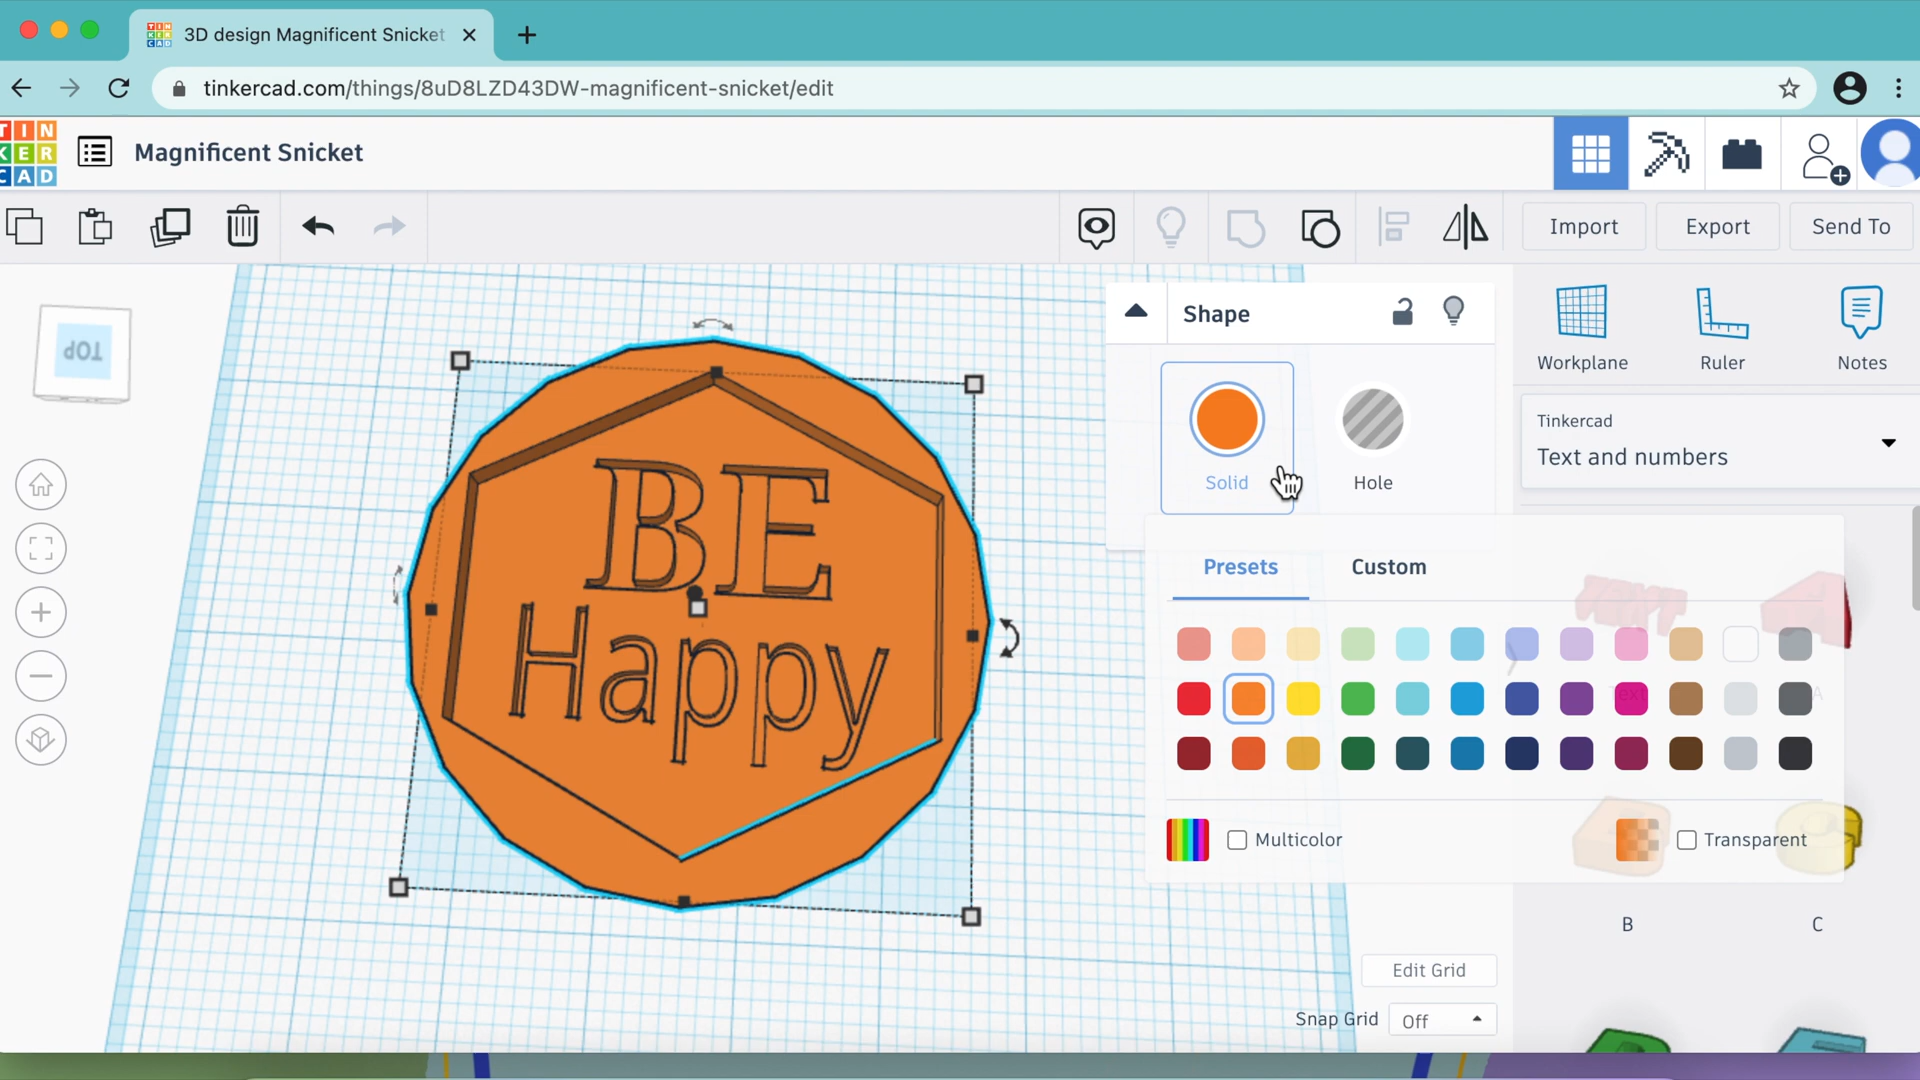 3D design Magnificent Snicket
tinkercad.com/things/8uD8LZD43DW-magnificent-snicket/edit
TIN
KER
CAD
Magnificent Snicket
Import
Export
Send To
TOP
Shape
Solid
Hole
Workplane
Ruler
Notes
Tinkercad
Text and numbers
BE
Happy
Presets
Custom
TEXT
Text
A
Multicolor
Transparent
B
C
Edit Grid
Snap Grid
Off